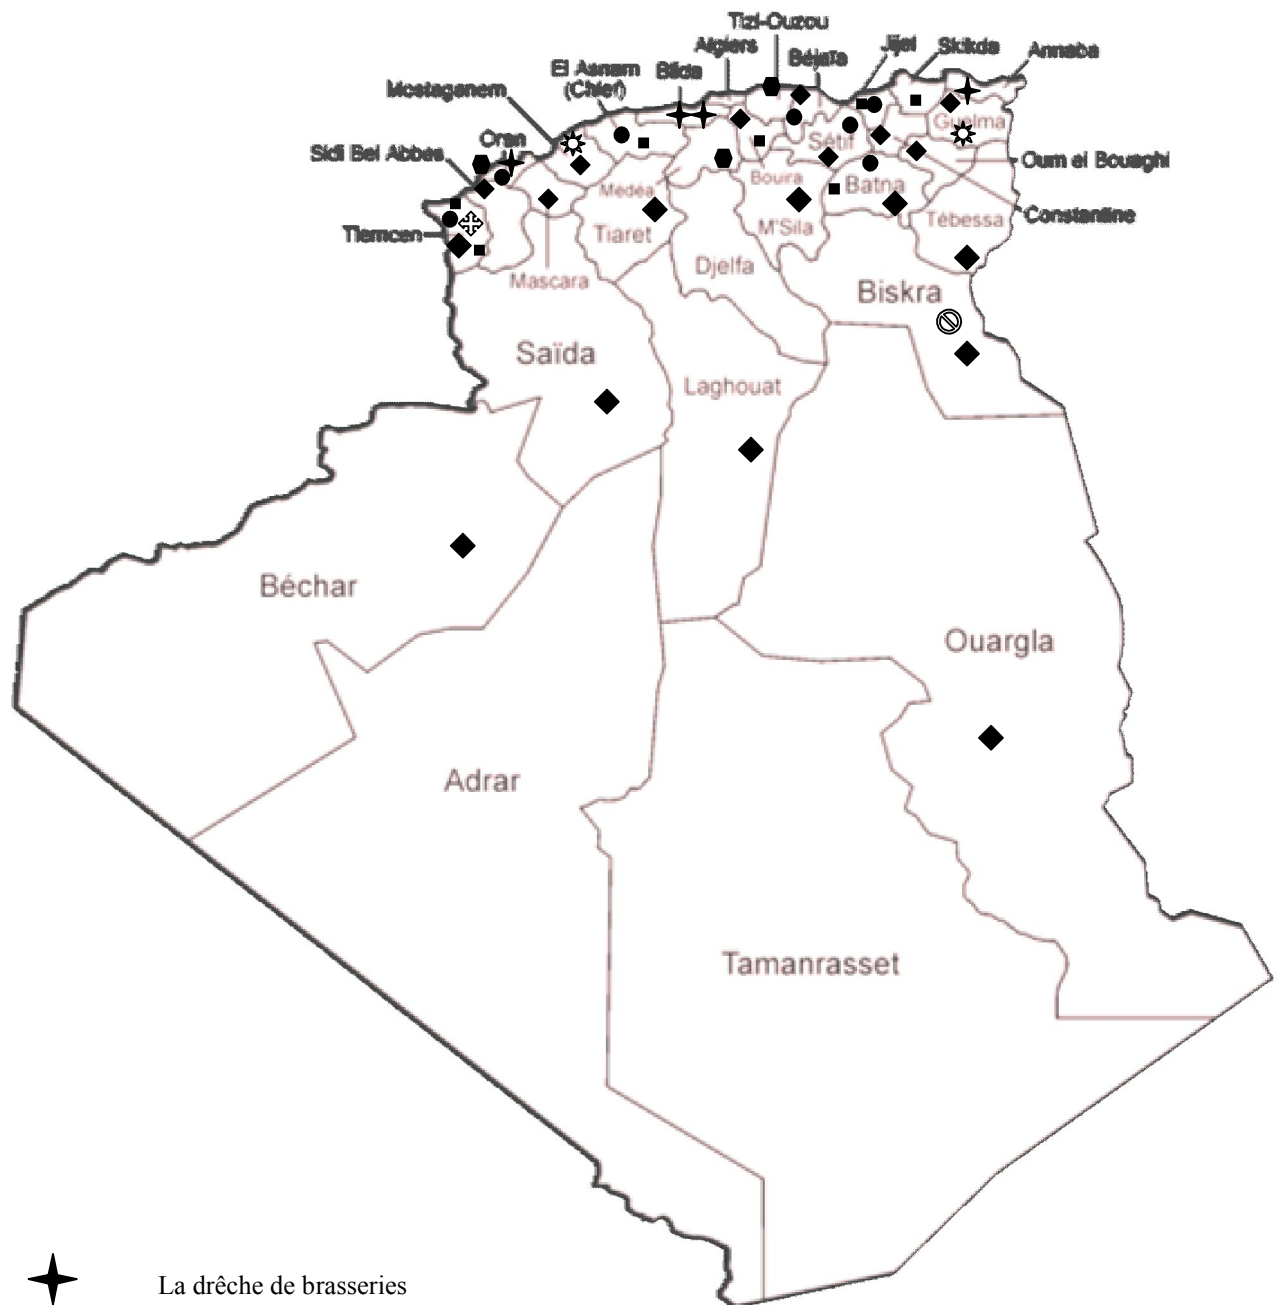 Tizi-Ouzou
Algiers
Béjaïa
Jijel
Skikda
Annaba
El Asnam
(Chlef)
Blida
Mostaganem
Oran
Sidi Bel Abbes
Guelma
Sétif
Oum el Bouaghi
Bouira
Médéa
Batna
Constantine
Tébessa
M'Sila
Tlemcen
Tiaret
Djelfa
Mascara
Biskra
Saïda
Laghouat
Béchar
Ouargla
Adrar
Tamanrasset
La drêche de brasseries